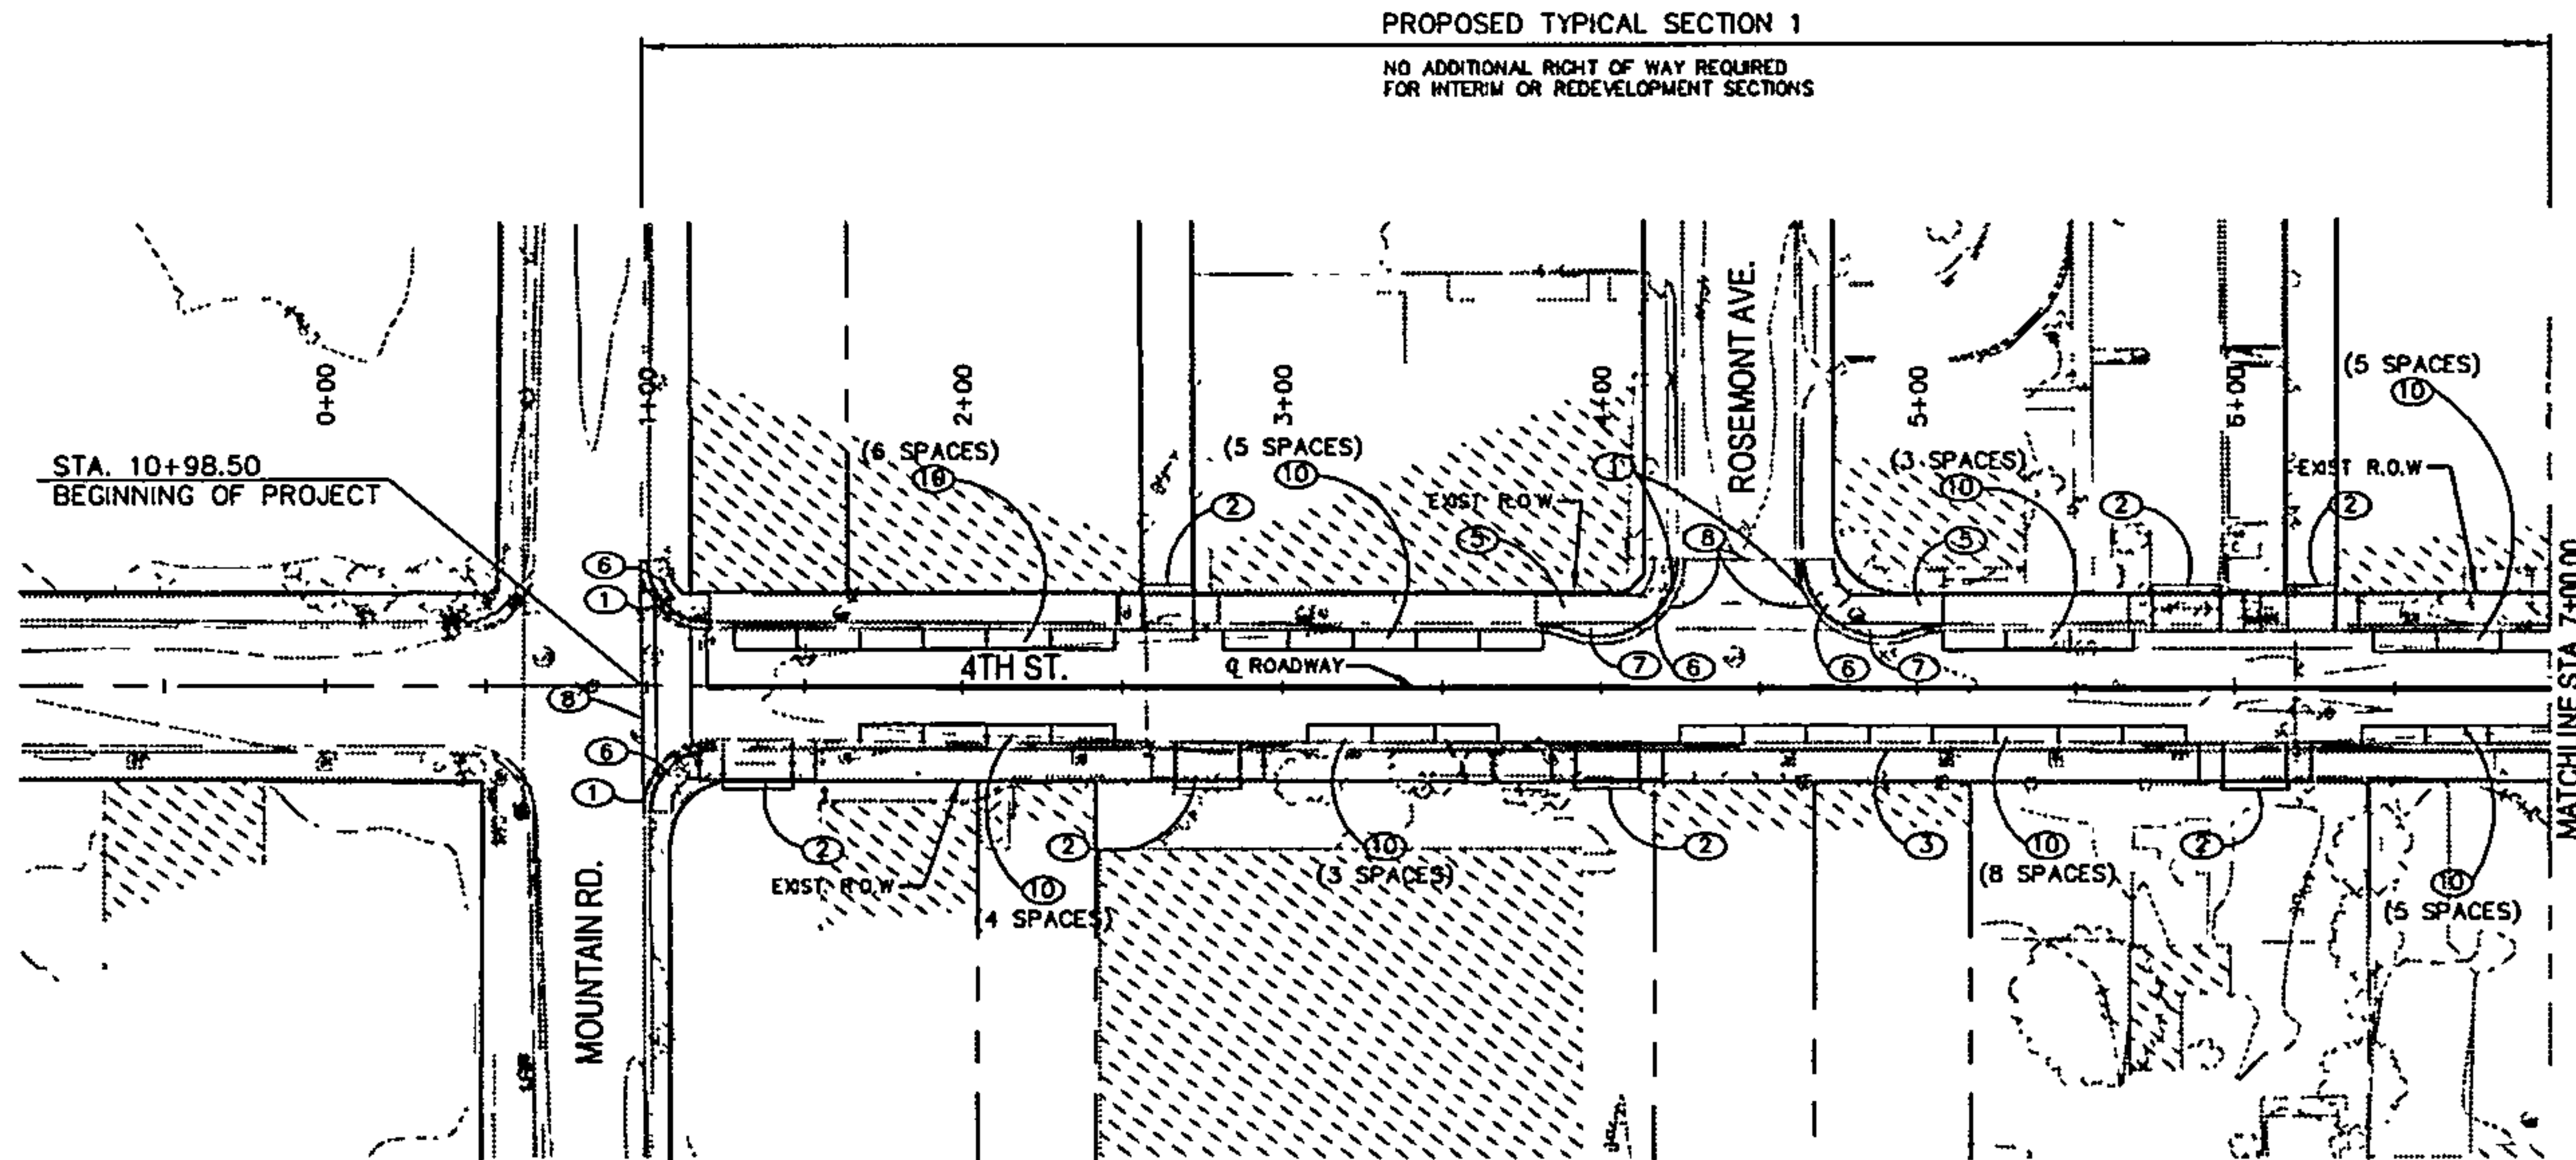 PROPOSED TYPICAL SECTION 1
NO ADDITIONAL RIGHT OF WAY REQUIRED
FOR INTERIM OR REDEVELOPMENT SECTIONS
0+00
1+00
2+00
3+00
4+00
5+00
6+00
ROSEMONT AVE.
(5 SPACES)
10
STA. 10+98.50
BEGINNING OF PROJECT
(6 SPACES)
10
(5 SPACES)
10
2
EXIST R.O.W
5
1
8
(3 SPACES)
10
5
2
EXIST R.O.W
2
6
1
4TH ST.
℄ ROADWAY
7
6
6
7
8
6
1
MATCHLINE STA 7+00.00
2
EXIST R.O.W
10
(4 SPACES)
2
10
(3 SPACES)
2
3
10
(8 SPACES)
2
10
(5 SPACES)
MOUNTAIN RD.